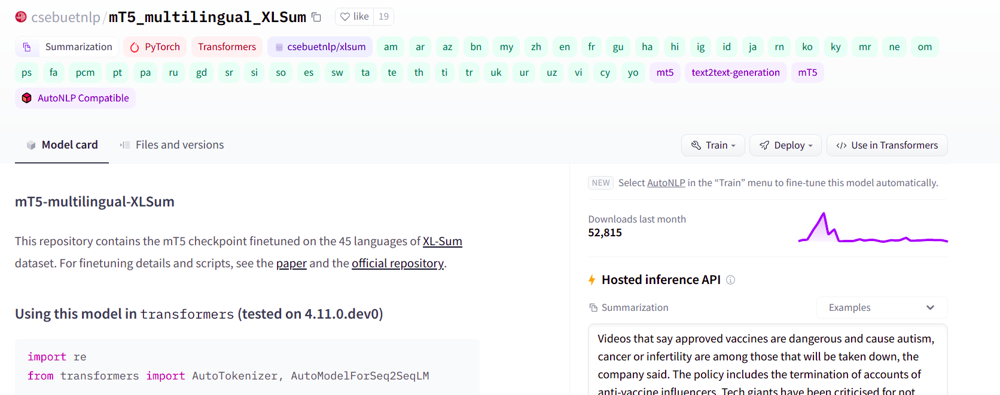 csebuetnlp/mT5_multilingual_XLSum like 19
Summarization PyTorch Transformers csebuetnlp/xlsum am ar az bn my zh en fr gu ha hi ig id ja rn ko ky mr ne om
ps fa pcm pt pa ru gd sr si so es sw ta te th ti tr uk ur uz vi cy yo mt5 text2text-generation mT5
AutoNLP Compatible
Model card Files and versions Train Deploy </> Use in Transformers
mT5-multilingual-XLSum
This repository contains the mT5 checkpoint finetuned on the 45 languages of XL-Sum
dataset. For finetuning details and scripts, see the paper and the official repository.
Using this model in transformers (tested on 4.11.0.dev0)
import re
from transformers import AutoTokenizer, AutoModelForSeq2SeqLM
NEW Select AutoNLP in the “Train” menu to fine-tune this model automatically.
Downloads last month
52,815
Hosted inference API
Summarization Examples
Videos that say approved vaccines are dangerous and cause autism,
cancer or infertility are among those that will be taken down, the
company said. The policy includes the termination of accounts of
anti-vaccine influencers. Tech giants have been criticised for not